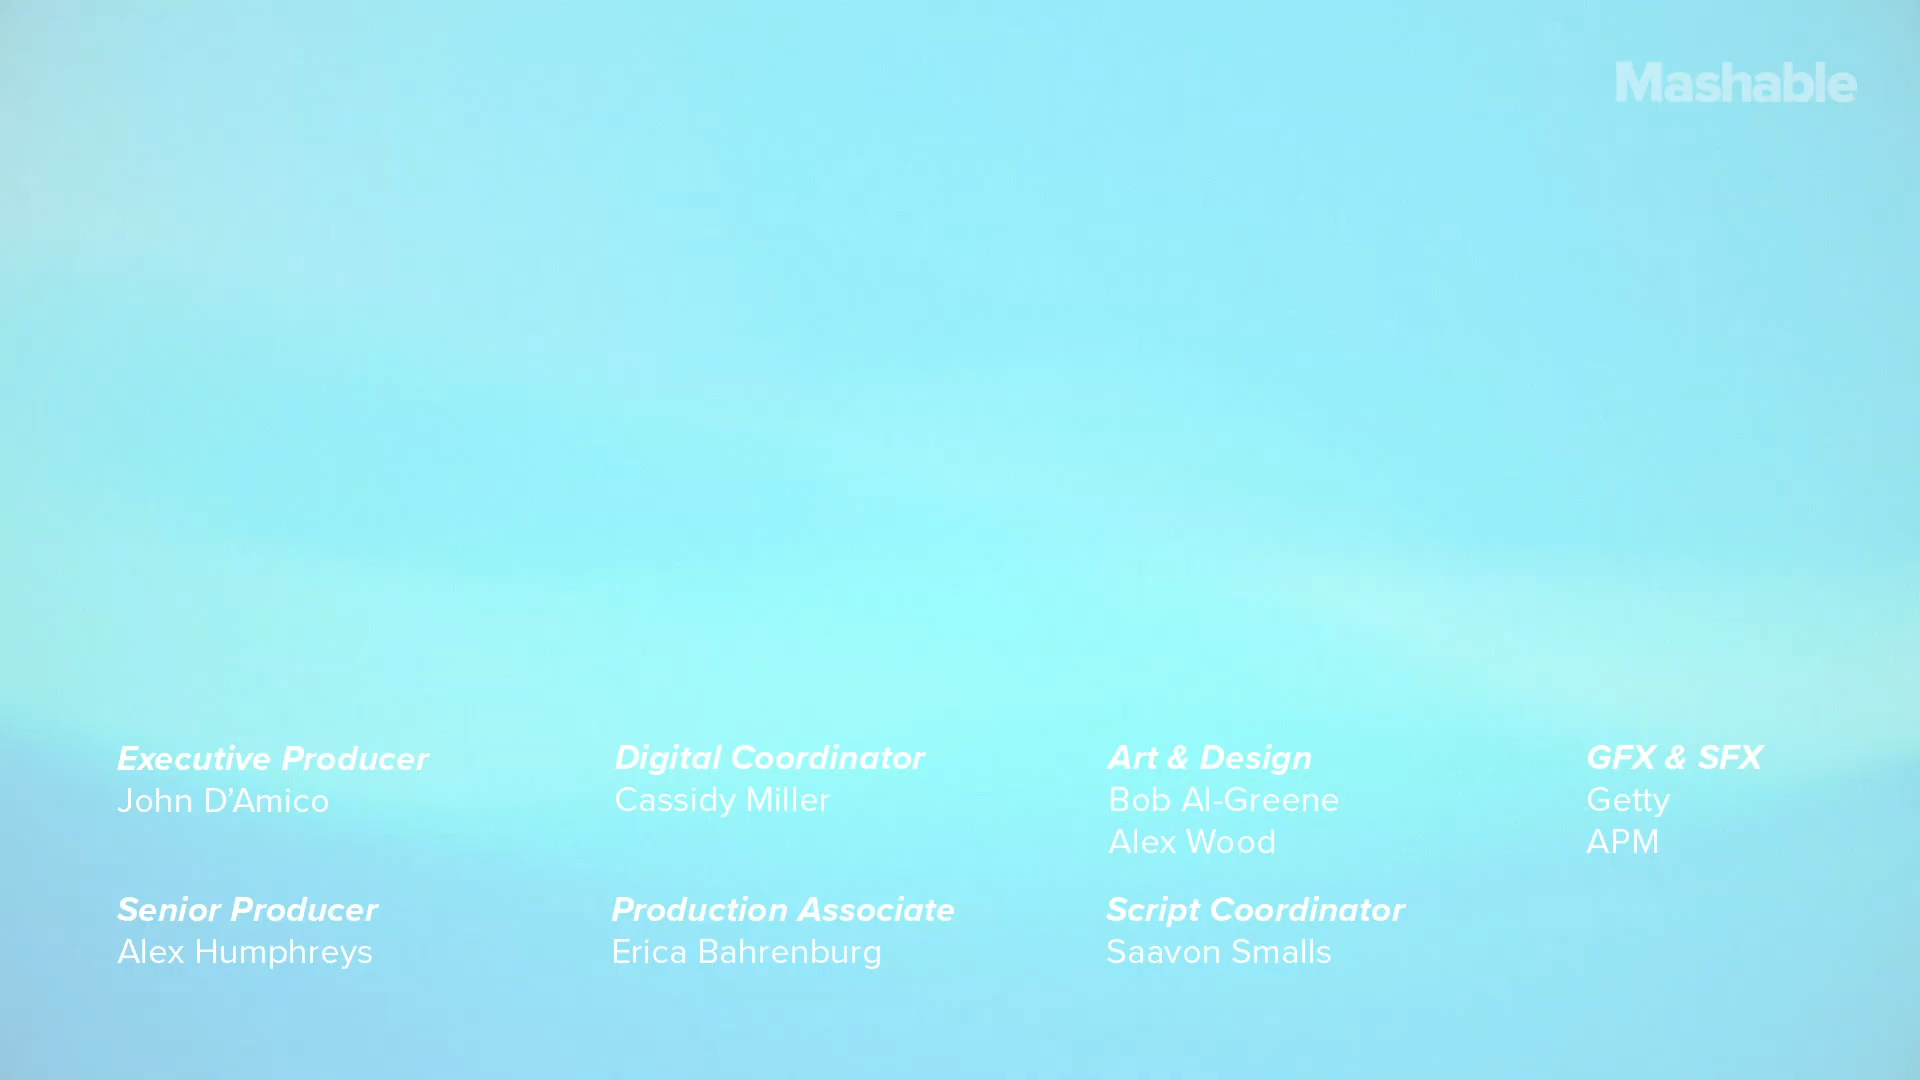 Mashable
Executive Producer
John D’Amico
Digital Coordinator
Cassidy Miller
Art & Design
Bob Al-Greene
Alex Wood
GFX & SFX
Getty
APM
Senior Producer
Alex Humphreys
Production Associate
Erica Bahrenburg
Script Coordinator
Saavon Smalls